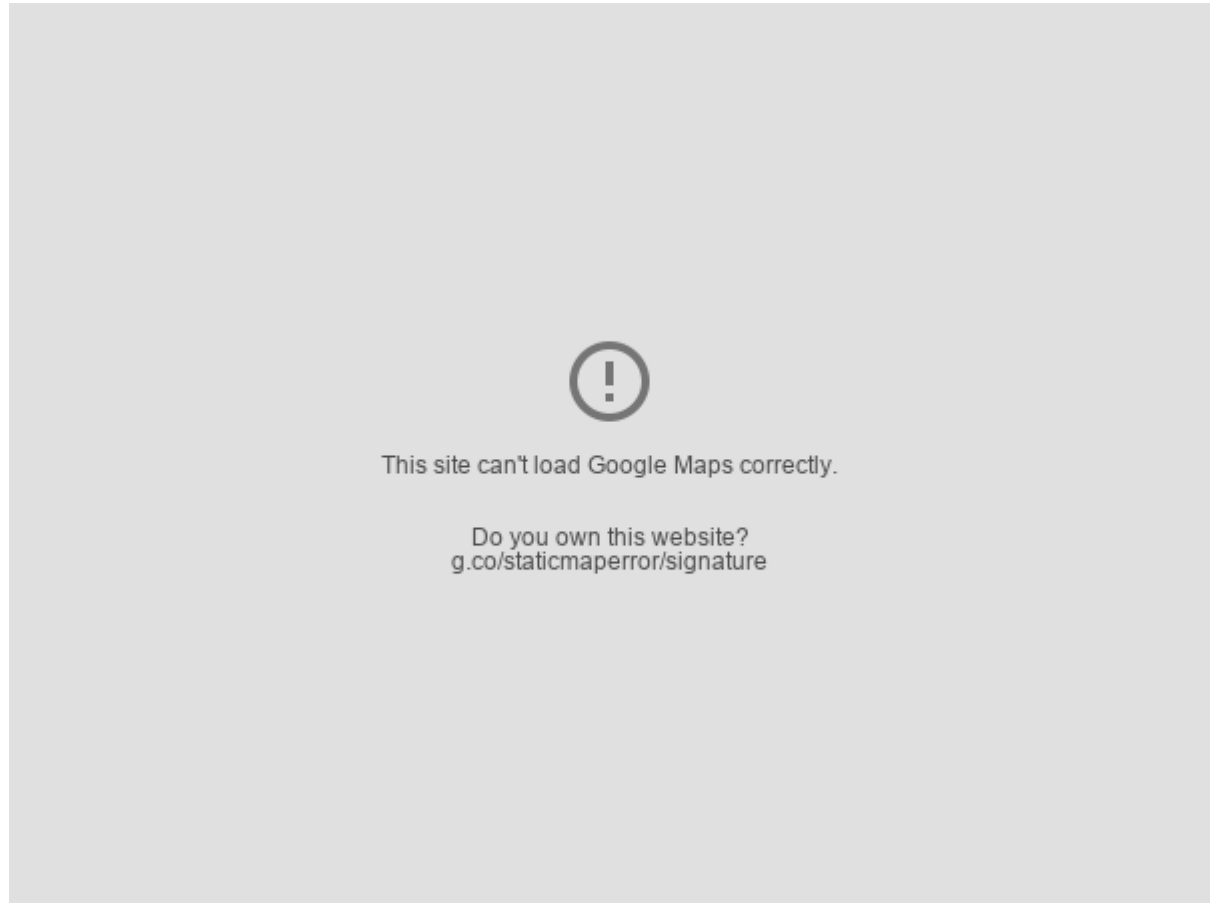 This site can't load Google Maps correctly.
Do you own this website?
g.co/staticmaperror/signature